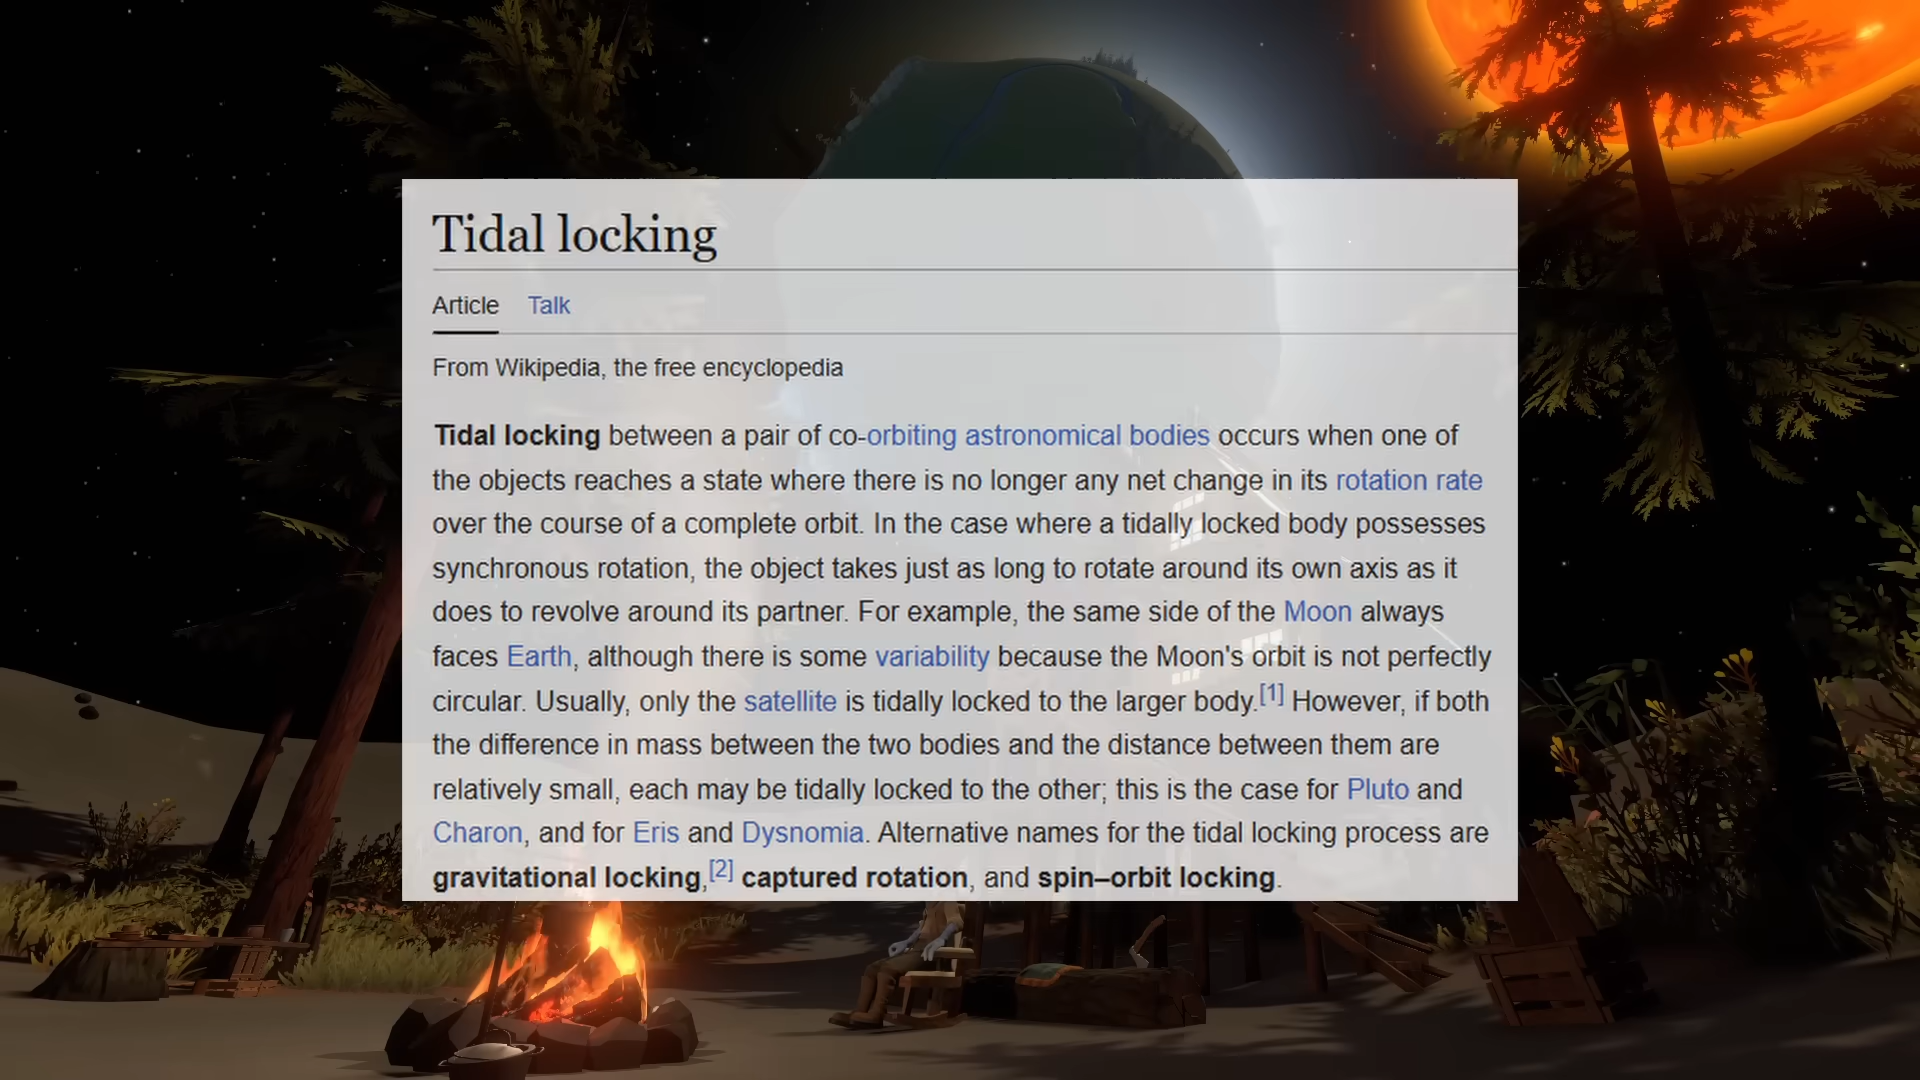 Tidal locking
Article Talk
From Wikipedia, the free encyclopedia
Tidal locking between a pair of co-orbiting astronomical bodies occurs when one of
the objects reaches a state where there is no longer any net change in its rotation rate
over the course of a complete orbit. In the case where a tidally locked body possesses
synchronous rotation, the object takes just as long to rotate around its own axis as it
does to revolve around its partner. For example, the same side of the Moon always
faces Earth, although there is some variability because the Moon's orbit is not perfectly
circular. Usually, only the satellite is tidally locked to the larger body.[1] However, if both
the difference in mass between the two bodies and the distance between them are
relatively small, each may be tidally locked to the other; this is the case for Pluto and
Charon, and for Eris and Dysnomia. Alternative names for the tidal locking process are
gravitational locking,[2] captured rotation, and spin–orbit locking.